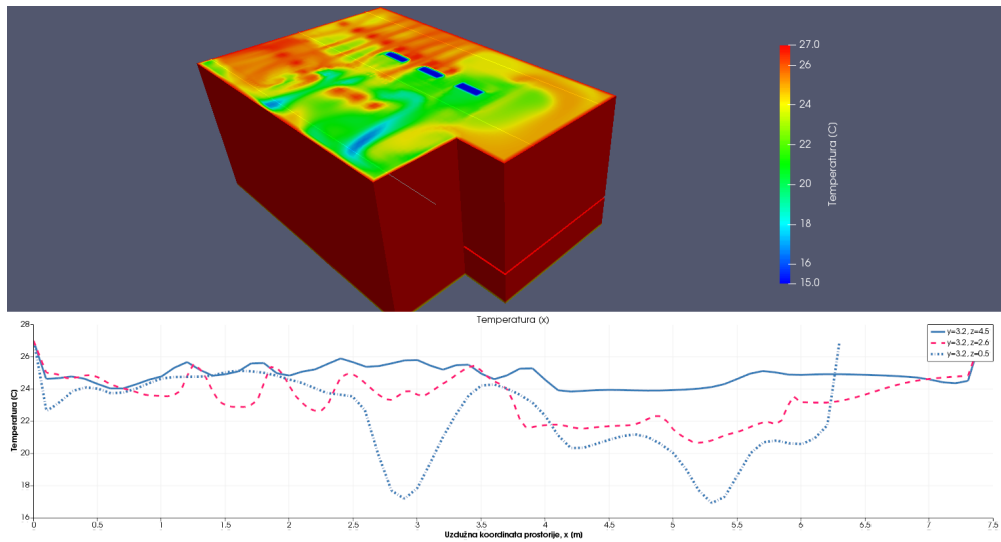 27.0
26
24
22
20
18
16
15.0
Temperatura (C)
Temperatura (x)
y=3.2, z=4.5
y=3.2, z=2.6
y=3.2, z=0.5
28
26
24
22
20
18
16
Temperatura (C)
0 0.5 1 1.5 2 2.5 3 3.5 4 4.5 5 5.5 6 6.5 7 7.5
Uzdužna koordinata prostorije, x (m)